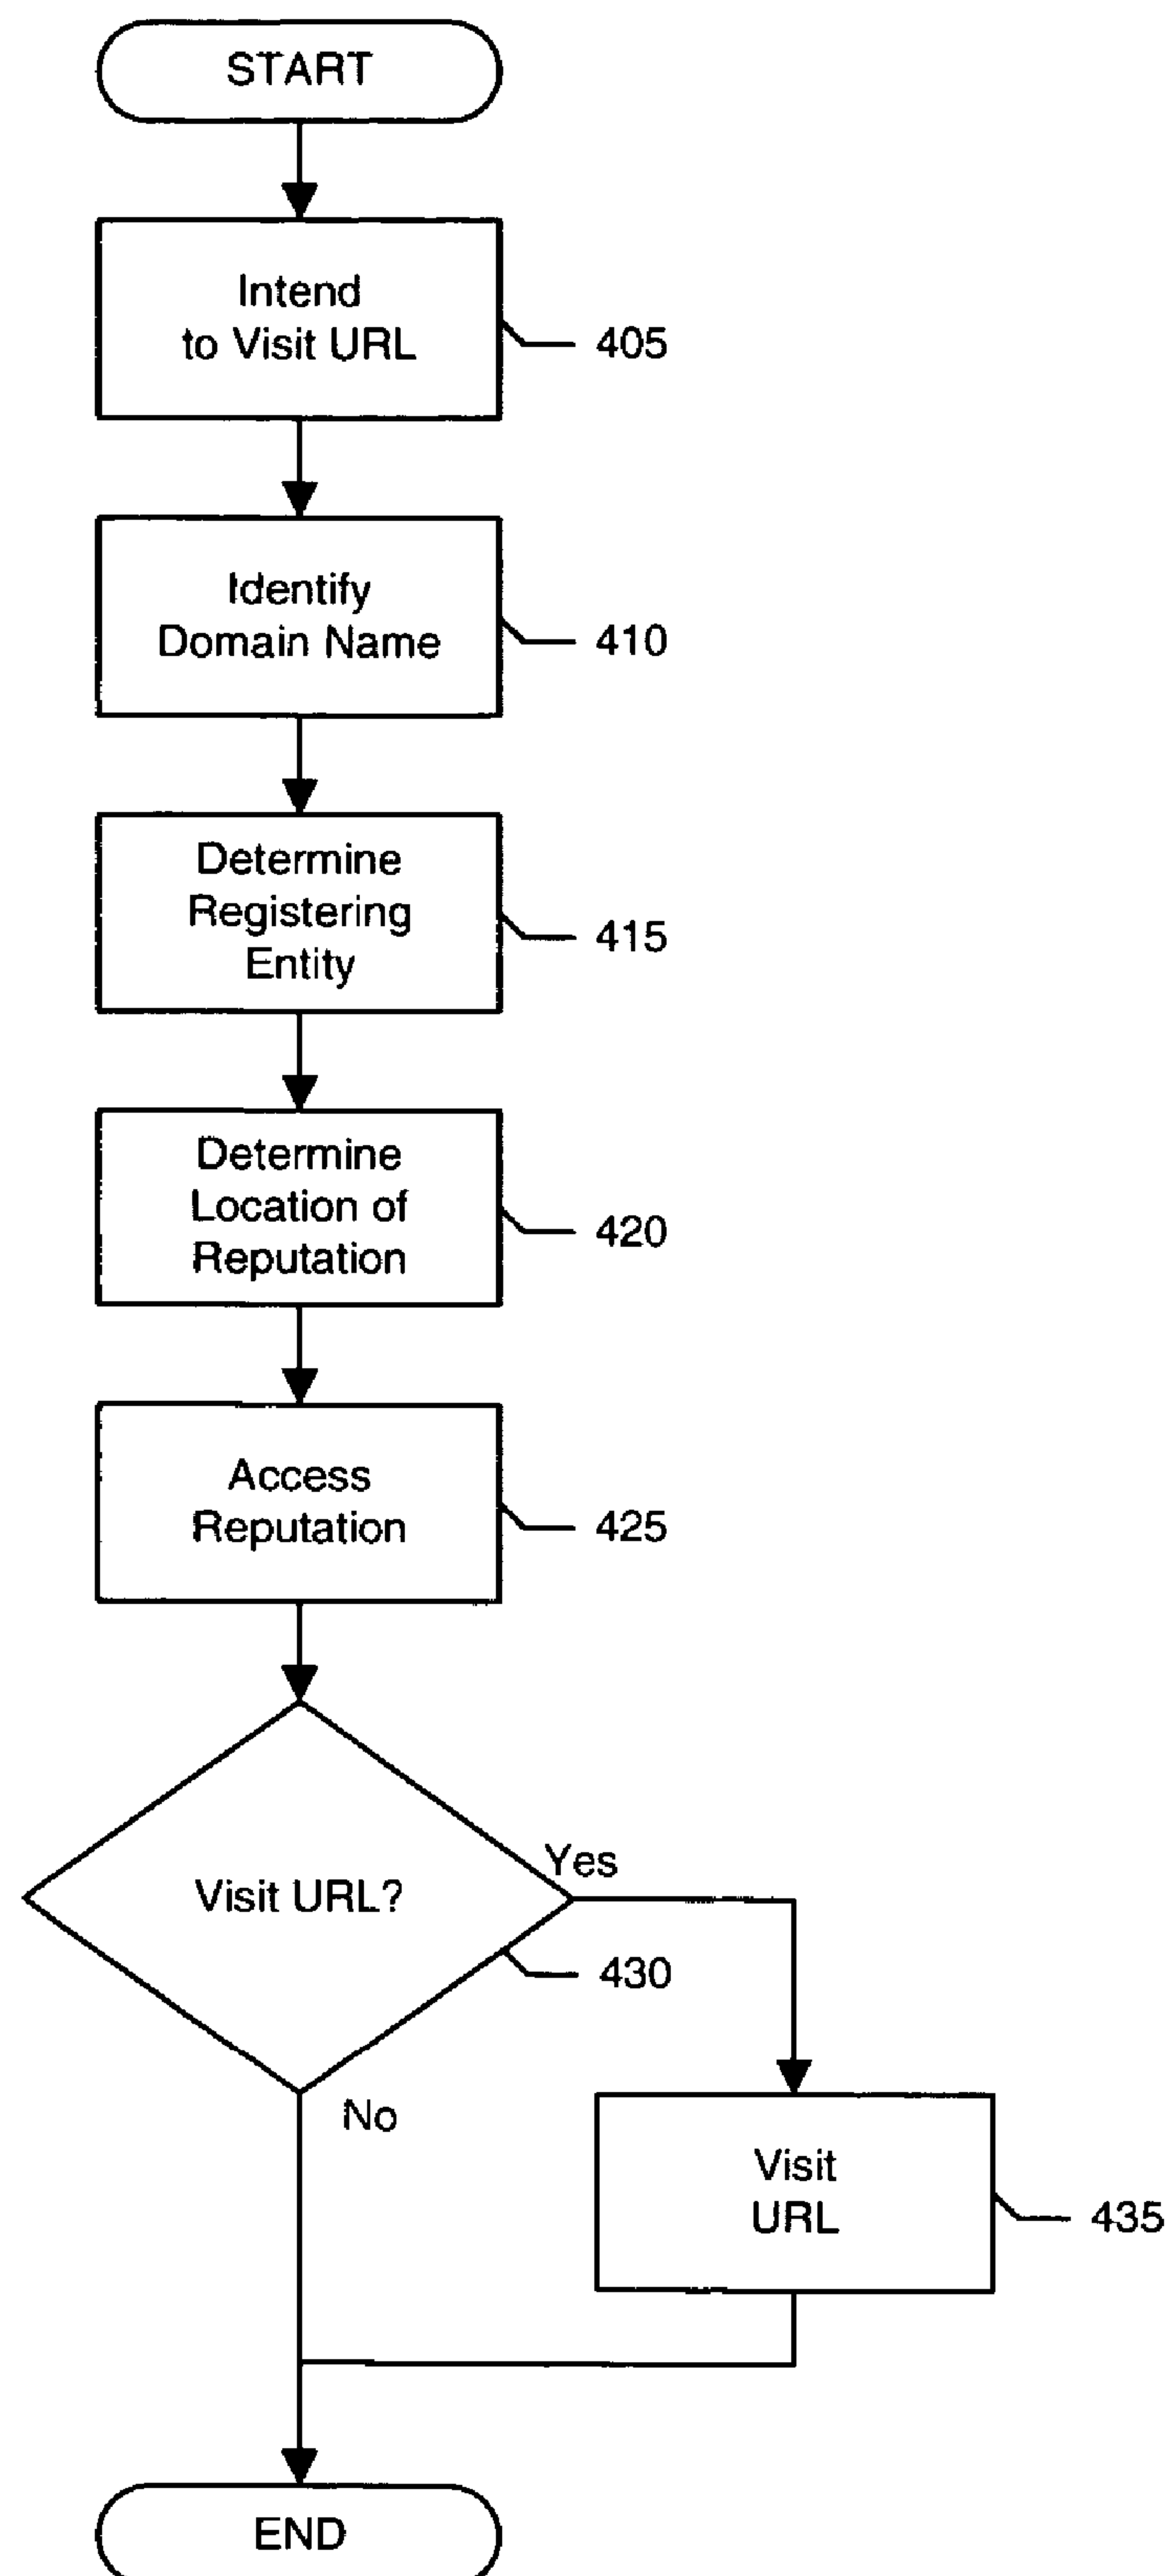 START
Intend
to Visit URL
405
Identify
Domain Name
410
Determine
Registering
Entity
415
Determine
Location of
Reputation
420
Access
Reputation
425
Visit URL?
Yes
430
No
Visit
URL
435
END